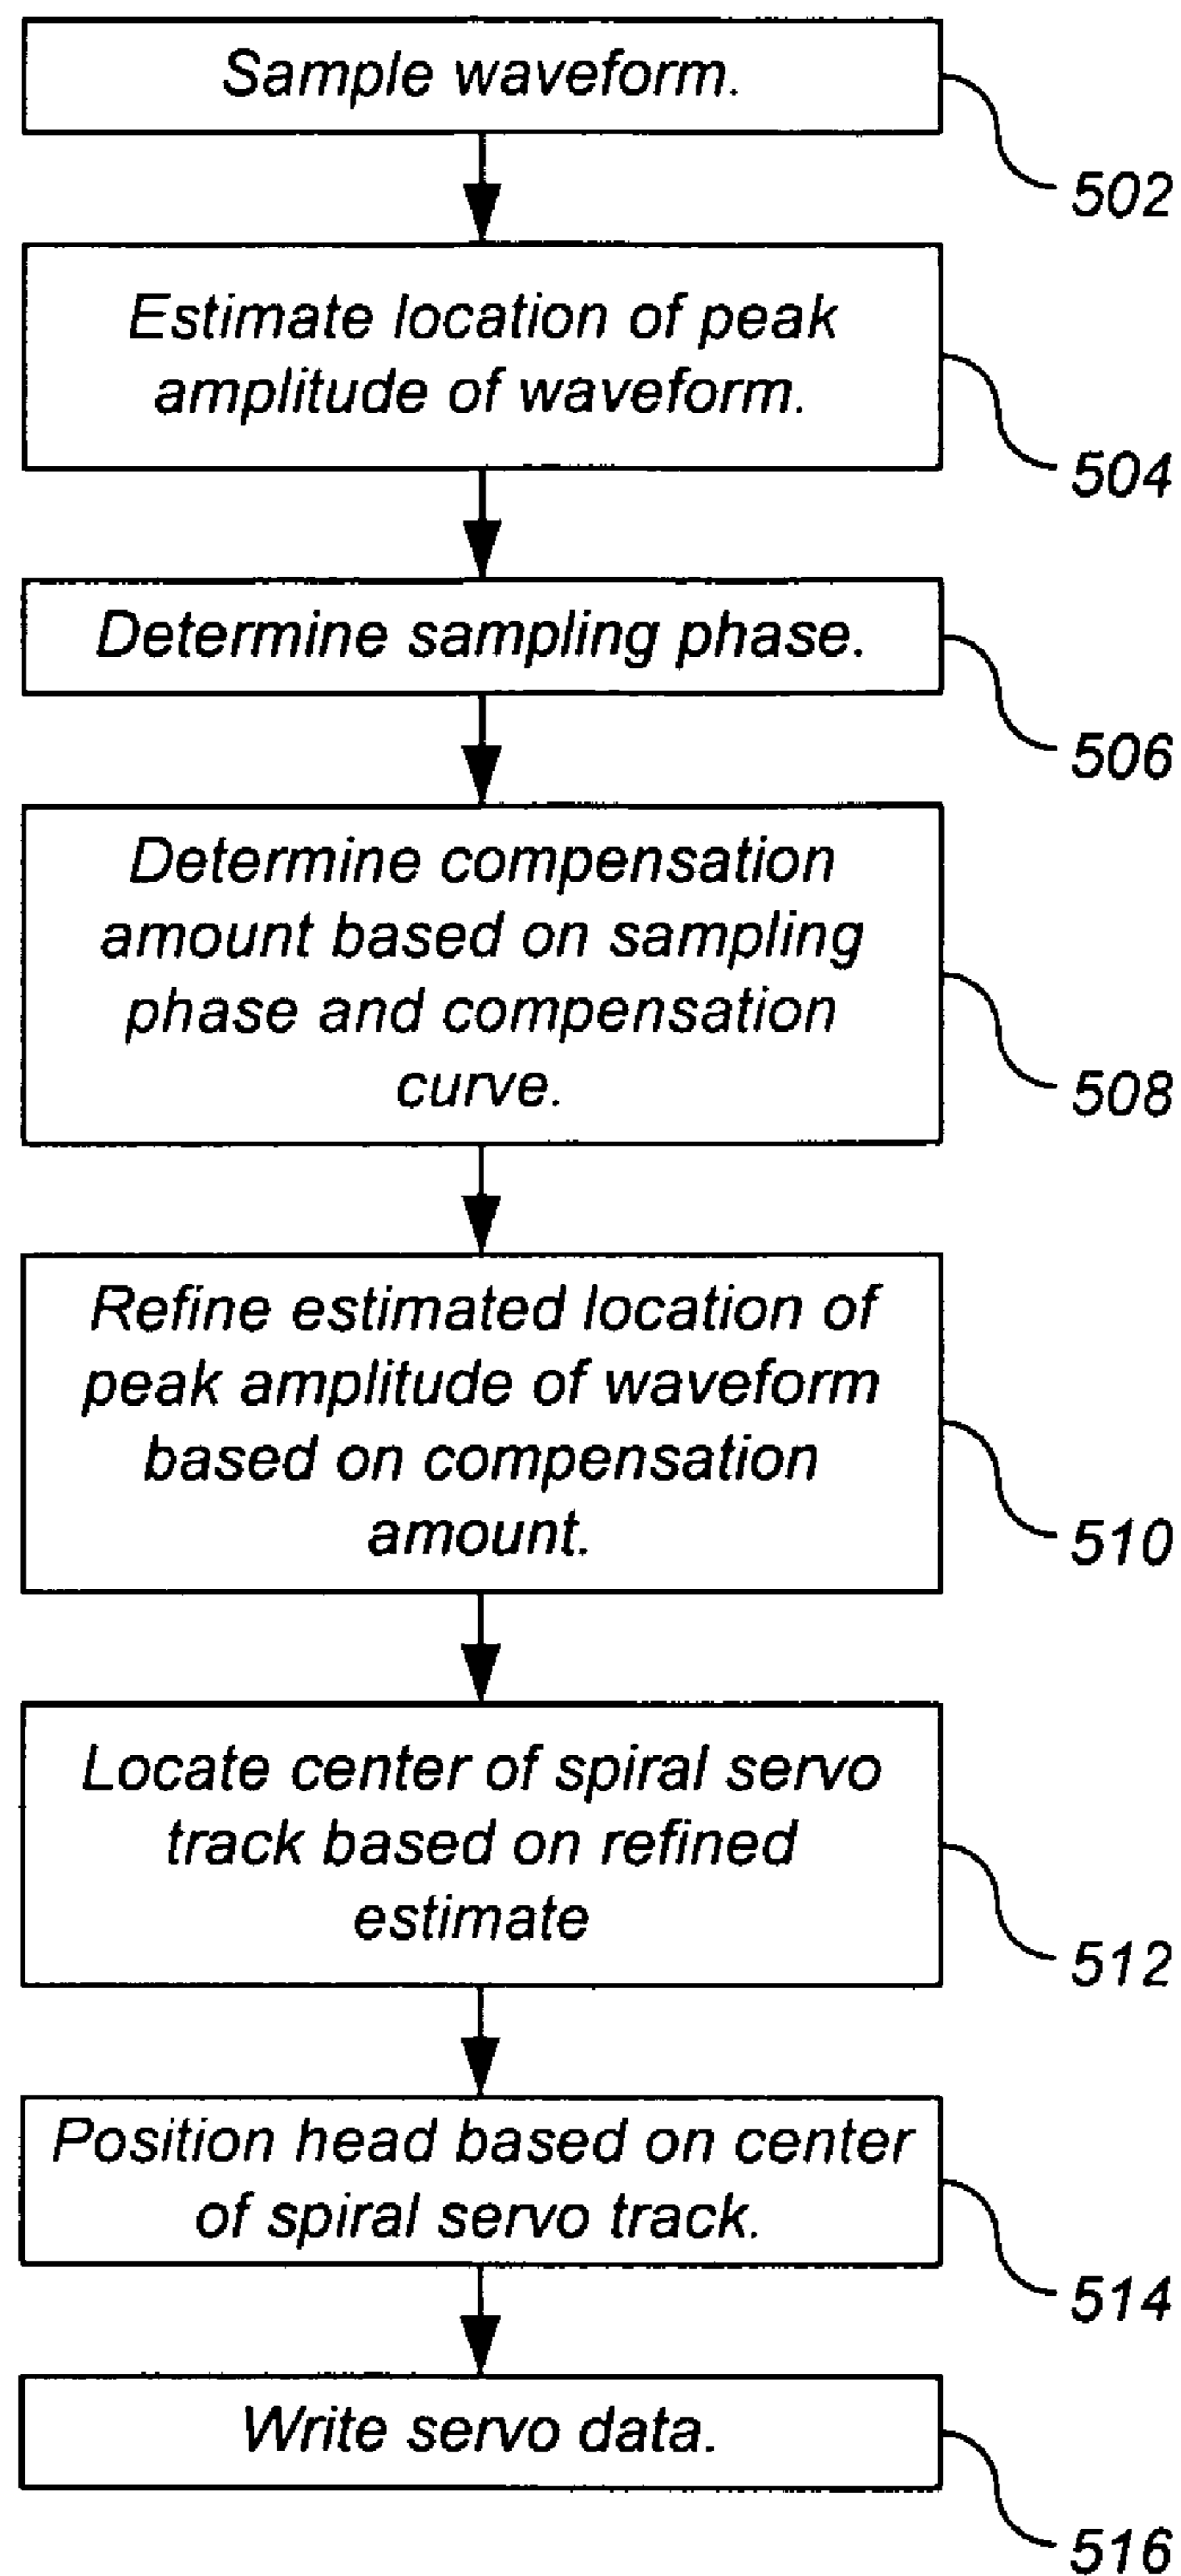 Sample waveform.
502
Estimate location of peak
amplitude of waveform.
504
Determine sampling phase.
506
Determine compensation
amount based on sampling
phase and compensation
curve.
508
Refine estimated location of
peak amplitude of waveform
based on compensation
amount.
510
Locate center of spiral servo
track based on refined
estimate
512
Position head based on center
of spiral servo track.
514
Write servo data.
516